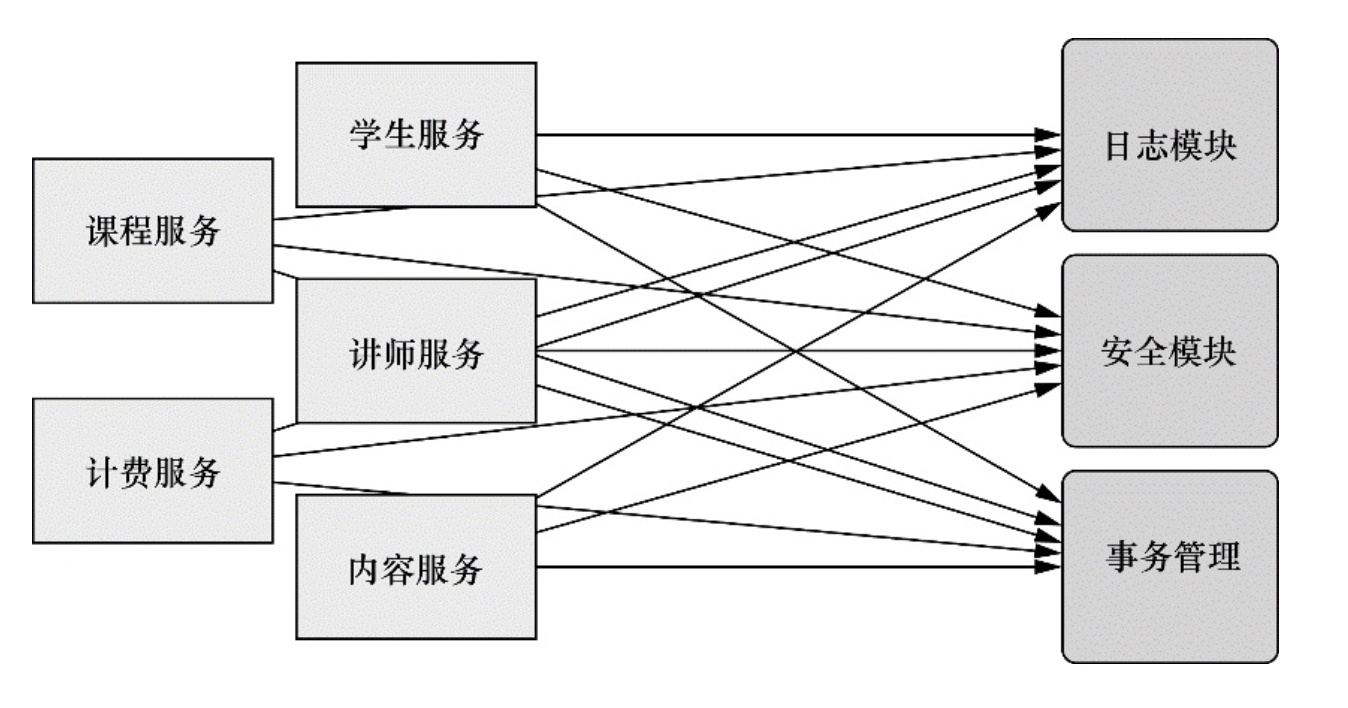 学生服务
课程服务
讲师服务
计费服务
内容服务
日志模块
安全模块
事务管理